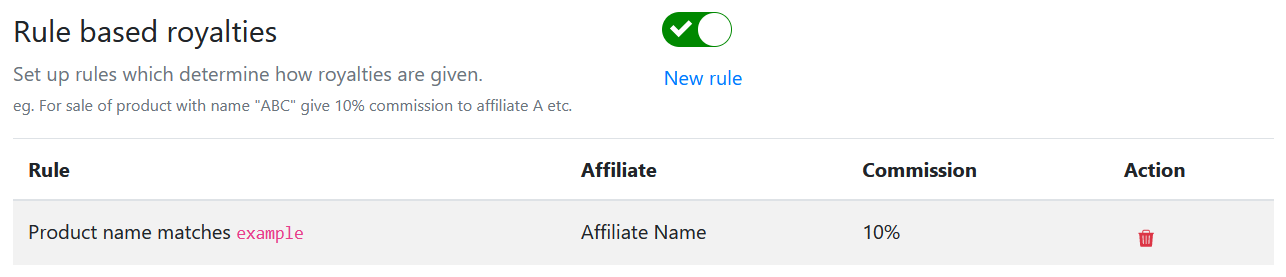 Rule based royalties
Set up rules which determine how royalties are given.
New rule
eg. For sale of product with name "ABC" give 10% commission to affiliate A etc.
Rule Affiliate Commission Action
Product name matches example Affiliate Name 10%